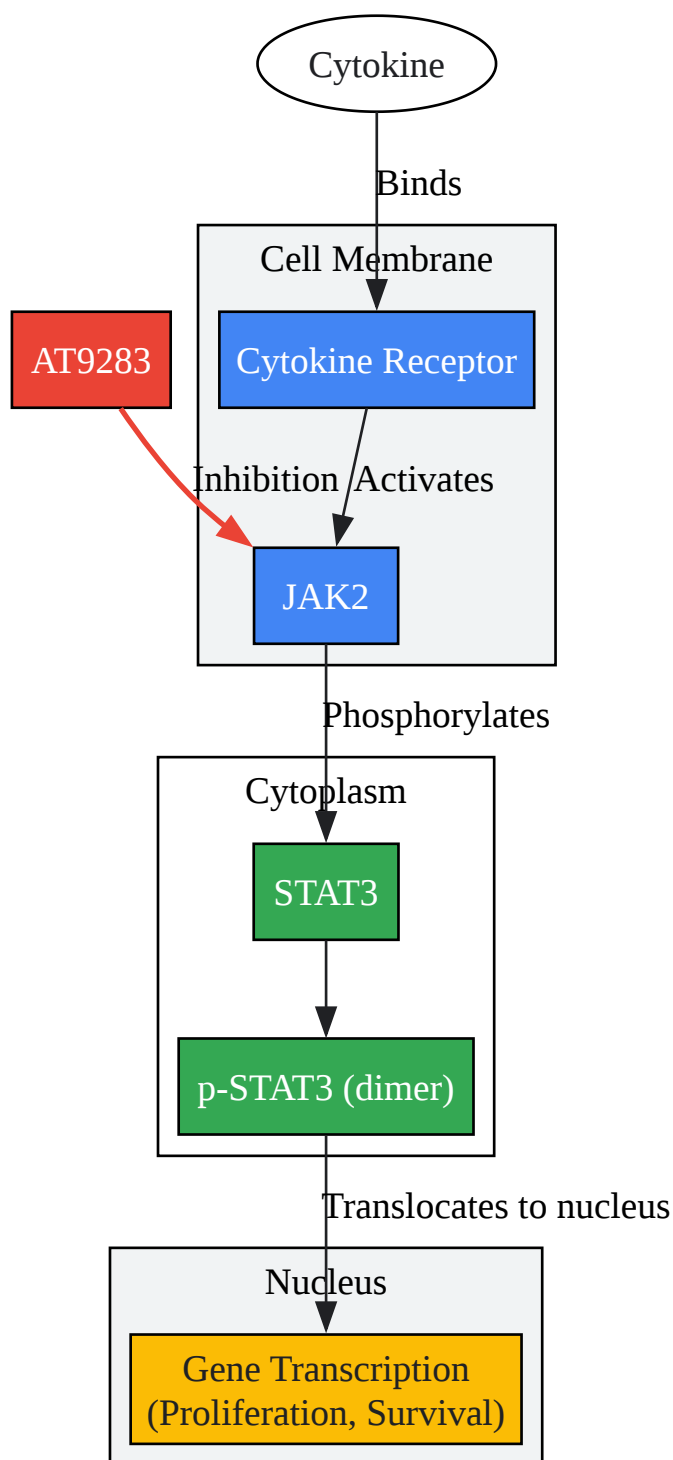 Cytokine
Binds
Cell Membrane
AT9283
Cytokine Receptor
Inhibition
Activates
JAK2
Phosphorylates
Cytoplasm
STAT3
p-STAT3 (dimer)
Translocates to nucleus
Nucleus
Gene Transcription
(Proliferation, Survival)